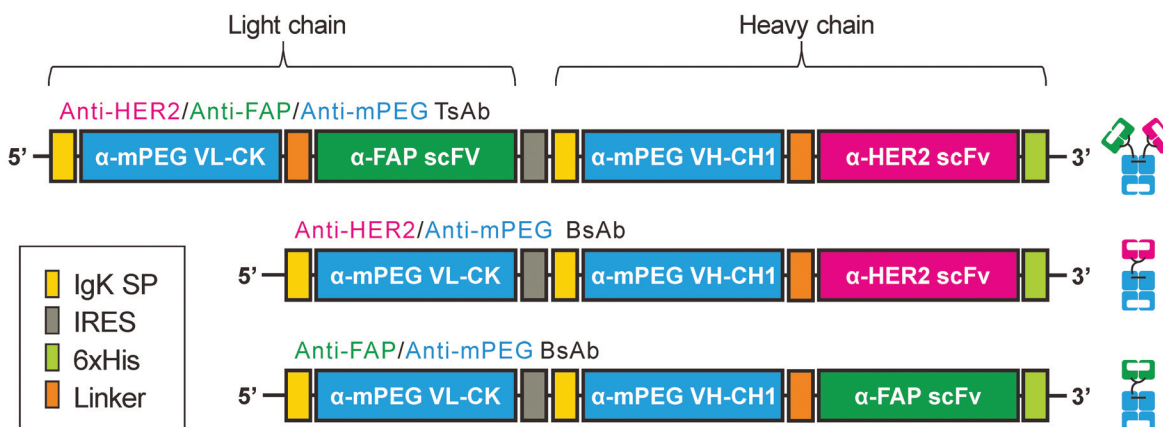 Light chain
Heavy chain
Anti-HER2/Anti-FAP/Anti-mPEG TsAb
5’ α-mPEG VL-CK α-FAP scFV α-mPEG VH-CH1 α-HER2 scFv 3’
Anti-HER2/Anti-mPEG BsAb
5’ α-mPEG VL-CK α-mPEG VH-CH1 α-HER2 scFv 3’
Anti-FAP/Anti-mPEG BsAb
5’ α-mPEG VL-CK α-mPEG VH-CH1 α-FAP scFv 3’
IgK SP
IRES
6xHis
Linker